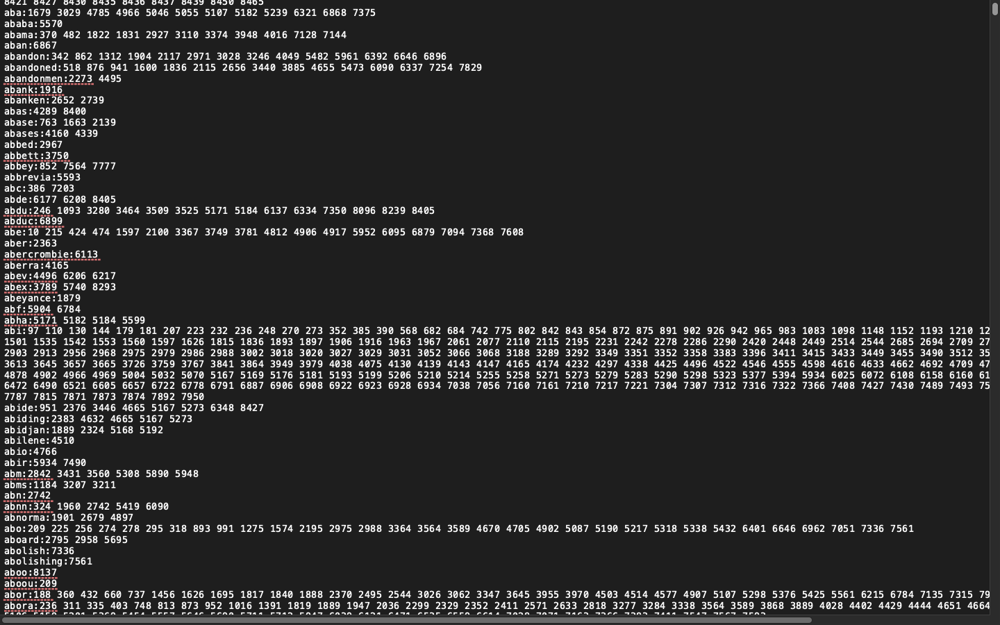 8421 8427 8430 8435 8436 8437 8439 8450 8465
aba:1679 3029 4785 4966 5046 5055 5107 5182 5239 6321 6868 7375
ababa:5570
abama:370 482 1822 1831 2927 3110 3374 3948 4016 7128 7144
aban:6867
abandon:342 862 1312 1904 2117 2971 3028 3246 4049 5482 5961 6392 6646 6896
abandoned:518 876 941 1600 1836 2115 2656 3440 3885 4655 5473 6090 6337 7254 7829
abandonmen:2273 4495
abank:1916
abanken:2652 2739
abas:4289 8400
abase:763 1663 2139
abases:4160 4339
abbed:2967
abbett:3750
abbey:852 7564 7777
abbrevia:5593
abc:386 7203
abde:6177 6208 8405
abdu:246 1093 3280 3464 3509 3525 5171 5184 6137 6334 7350 8096 8239 8405
abduc:6899
abe:10 215 424 474 1597 2100 3367 3749 3781 4812 4906 4917 5952 6095 6879 7094 7368 7608
aber:2363
abercrombie:6113
aberra:4165
abev:4496 6206 6217
abex:3789 5740 8293
abeyance:1879
abf:5904 6784
abha:5171 5182 5184 5599
abi:97 110 130 144 179 181 207 223 232 236 248 270 273 352 385 390 568 682 684 742 775 802 842 843 854 872 875 891 902 926 942 965 983 1083 1098 1148 1152 1193 1210 12
1501 1535 1542 1553 1560 1597 1626 1815 1836 1893 1897 1906 1916 1963 1967 2061 2077 2110 2115 2195 2231 2242 2278 2286 2290 2420 2448 2449 2514 2544 2685 2694 2709 27
2903 2913 2956 2968 2975 2979 2986 2988 3002 3018 3020 3027 3029 3031 3052 3066 3068 3188 3289 3292 3349 3351 3352 3358 3383 3396 3411 3415 3433 3449 3455 3490 3512 35
3613 3645 3657 3665 3726 3759 3767 3841 3864 3949 3979 4038 4075 4130 4139 4143 4147 4165 4174 4232 4297 4338 4425 4496 4522 4546 4555 4598 4616 4633 4662 4692 4709 47
4878 4902 4966 4969 5004 5032 5070 5167 5169 5176 5181 5193 5199 5206 5210 5214 5255 5258 5271 5273 5279 5283 5290 5298 5323 5377 5394 5934 6025 6072 6108 6158 6160 61
6472 6490 6521 6605 6657 6722 6778 6791 6887 6906 6908 6922 6923 6928 6934 7038 7056 7160 7161 7210 7217 7221 7304 7307 7312 7316 7322 7366 7408 7427 7430 7489 7493 75
7787 7815 7871 7873 7874 7892 7950
abide:951 2376 3446 4665 5167 5273 6348 8427
abiding:2383 4632 4665 5167 5273
abidjan:1889 2324 5168 5192
abilene:4510
abio:4766
abir:5934 7490
abm:2842 3431 3560 5308 5890 5948
abms:1184 3207 3211
abn:2742
abnn:324 1960 2742 5419 6090
abnorma:1901 2679 4897
abo:209 225 256 274 278 295 318 893 991 1275 1574 2195 2975 2988 3364 3564 3589 4670 4705 4902 5087 5190 5217 5318 5338 5432 6401 6646 6962 7051 7336 7561
aboard:2795 2958 5695
abolish:7336
abolishing:7561
aboo:8137
aboou:209
abor:188 360 432 660 737 1456 1626 1695 1817 1840 1888 2370 2495 2544 3026 3062 3347 3645 3955 3970 4503 4514 4577 4907 5107 5298 5376 5425 5561 6215 6784 7135 7315 79
abora:236 311 335 403 748 813 873 952 1016 1391 1819 1889 1947 2036 2299 2329 2352 2411 2571 2633 2818 3277 3284 3338 3564 3589 3868 3889 4028 4402 4429 4444 4651 4664